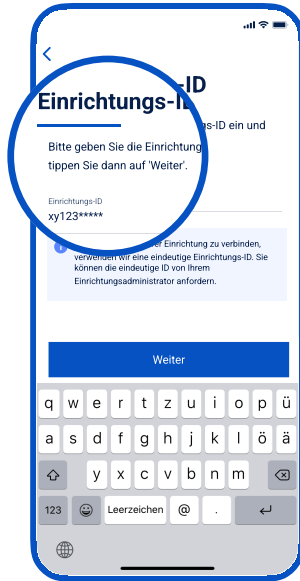 -ID
Einrichtungs-ID
-ID ein und
Bitte geben Sie die Einrichtung
tippen Sie dann auf 'Weiter'.
Einrichtungs-ID
xy123*****
er Einrichtung zu verbinden,
verwenden wir eine eindeutige Einrichtungs-ID. Sie
können die eindeutige ID von Ihrem
Einrichtungsadministrator anfordern.
Weiter
q w e r t z u i o p ü
a s d f g h j k l ö ä
y x c v b n m
123 Leerzeichen @ .